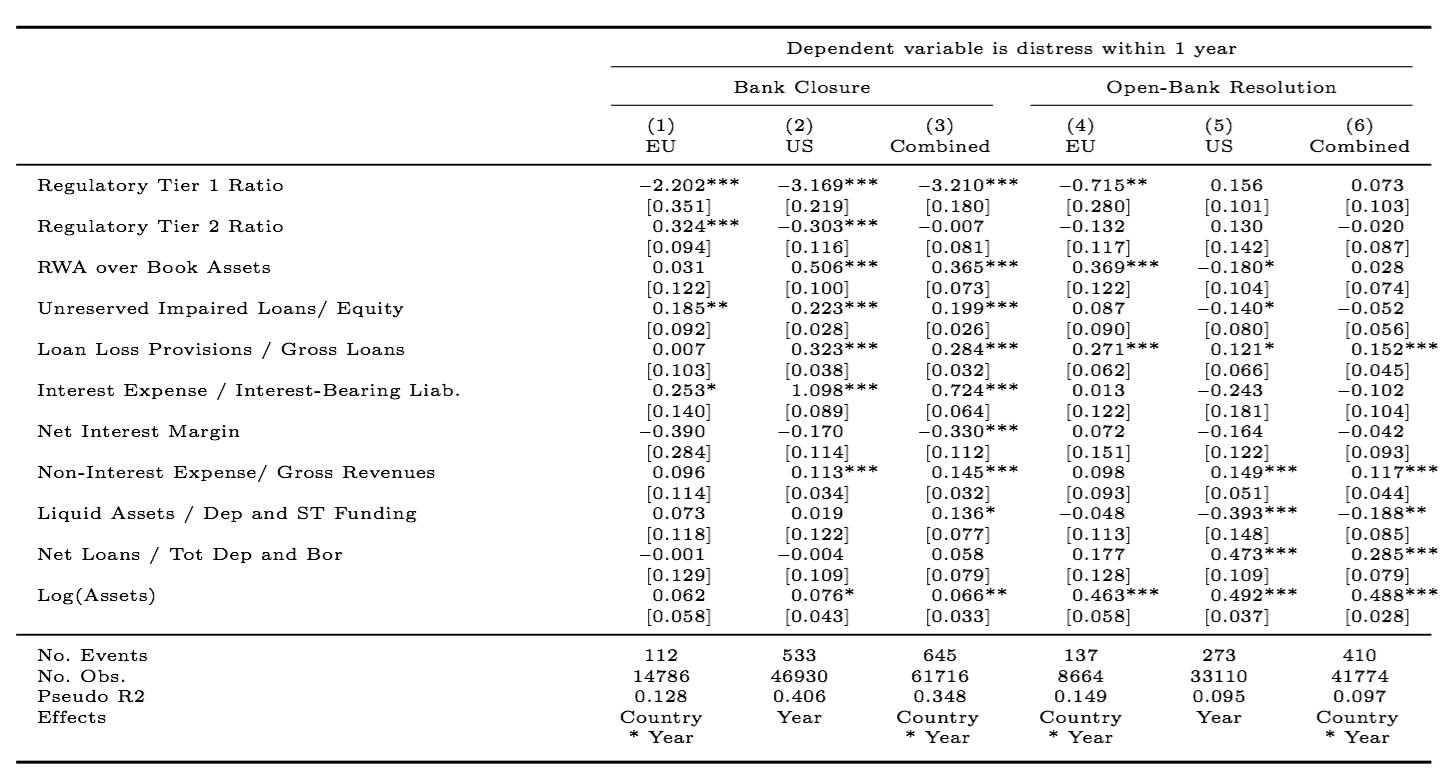 Dependent variable is distress within 1 year
Bank Closure Open-Bank Resolution
(1) (2) (3) (4) (5) (6)
EU US Combined EU US Combined
Regulatory Tier 1 Ratio −2.202*** −3.169*** −3.210*** −0.715** 0.156 0.073
[0.351] [0.219] [0.180] [0.280] [0.101] [0.103]
Regulatory Tier 2 Ratio 0.324*** −0.303*** −0.007 −0.132 0.130 −0.020
[0.094] [0.116] [0.081] [0.117] [0.142] [0.087]
RWA over Book Assets 0.031 0.506*** 0.365*** 0.369*** −0.180* 0.028
[0.122] [0.100] [0.073] [0.122] [0.104] [0.074]
Unreserved Impaired Loans/ Equity 0.185** 0.223*** 0.199*** 0.087 −0.140* −0.052
[0.092] [0.028] [0.026] [0.090] [0.080] [0.056]
Loan Loss Provisions / Gross Loans 0.007 0.323*** 0.284*** 0.271*** 0.121* 0.152***
[0.103] [0.038] [0.032] [0.062] [0.066] [0.045]
Interest Expense / Interest-Bearing Liab. 0.253* 1.098*** 0.724*** 0.013 −0.243 −0.102
[0.140] [0.089] [0.064] [0.122] [0.181] [0.104]
Net Interest Margin −0.390 −0.170 −0.330*** 0.072 −0.164 −0.042
[0.284] [0.114] [0.112] [0.151] [0.122] [0.093]
Non-Interest Expense/ Gross Revenues 0.096 0.113*** 0.145*** 0.098 0.149*** 0.117***
[0.114] [0.034] [0.032] [0.093] [0.051] [0.044]
Liquid Assets / Dep and ST Funding 0.073 0.019 0.136* −0.048 −0.393*** −0.188**
[0.118] [0.122] [0.077] [0.113] [0.148] [0.085]
Net Loans / Tot Dep and Bor −0.001 −0.004 0.058 0.177 0.473*** 0.285***
[0.129] [0.109] [0.079] [0.128] [0.109] [0.079]
Log(Assets) 0.062 0.076* 0.066** 0.463*** 0.492*** 0.488***
[0.058] [0.043] [0.033] [0.058] [0.037] [0.028]
No. Events 112 533 645 137 273 410
No. Obs. 14786 46930 61716 8664 33110 41774
Pseudo R2 0.128 0.406 0.348 0.149 0.095 0.097
Effects Country Year Country Country Year Country
* Year * Year * Year * Year